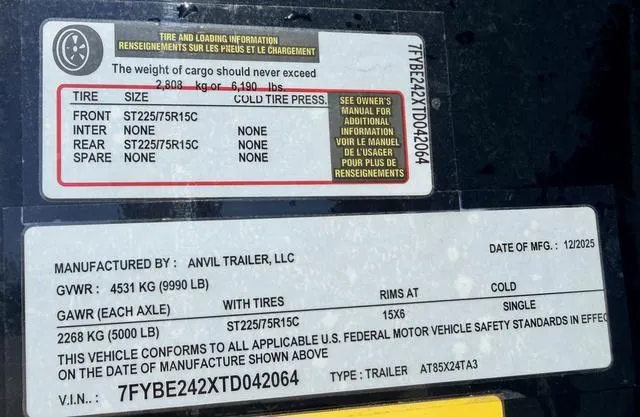 TIRE AND LOADING INFORMATION
RENSEIGNEMENTS SUR LES PNEUS ET LE CHARGEMENT
The weight of cargo should never exceed
2,808 kg or 6,190 lbs.
TIRE SIZE COLD TIRE PRESS.
FRONT ST225/75R15C
INTER NONE NONE
REAR ST225/75R15C NONE
SPARE NONE NONE
SEE OWNER'S
MANUAL FOR
ADDITIONAL
INFORMATION
VOIR LE MANUEL
DE L'USAGER
POUR PLUS DE
RENSEIGNEMENTS
7FYBE242XTD042064
MANUFACTURED BY : ANVIL TRAILER, LLC DATE OF MFG. : 12/2025
GVWR : 4531 KG (9990 LB)
GAWR (EACH AXLE) WITH TIRES RIMS AT COLD
2268 KG (5000 LB) ST225/75R15C 15X6 SINGLE
THIS VEHICLE CONFORMS TO ALL APPLICABLE U.S. FEDERAL MOTOR VEHICLE SAFETY STANDARDS IN EFFEC
ON THE DATE OF MANUFACTURE SHOWN ABOVE
V.I.N.: : 7FYBE242XTD042064 TYPE : TRAILER AT85X24TA3